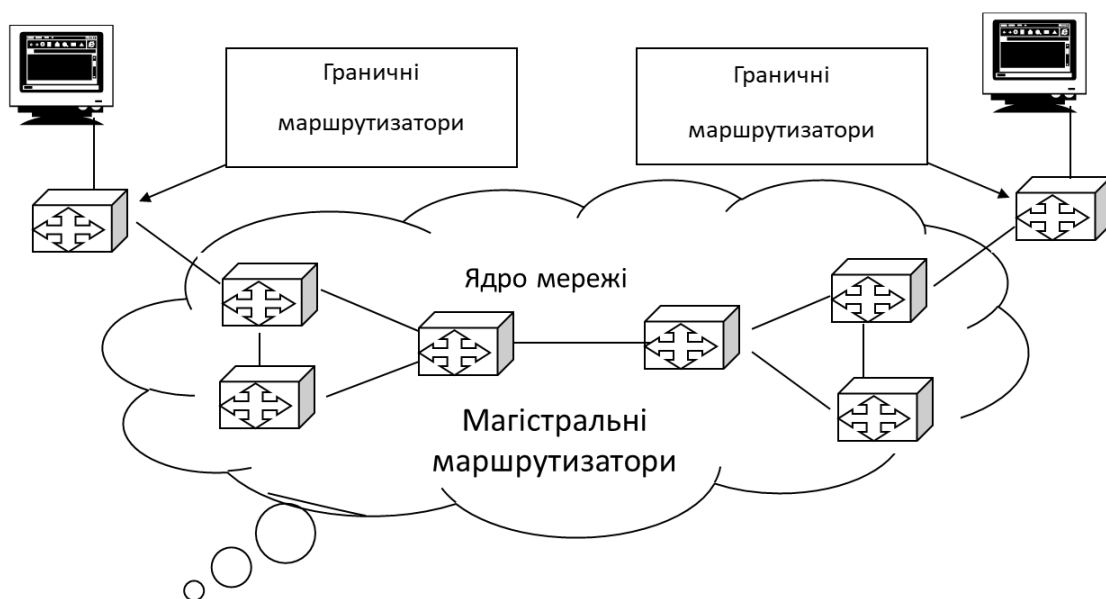 Граничні
маршрутизатори
Граничні
маршрутизатори
Ядро мережі
Магістральні
маршрутизатори